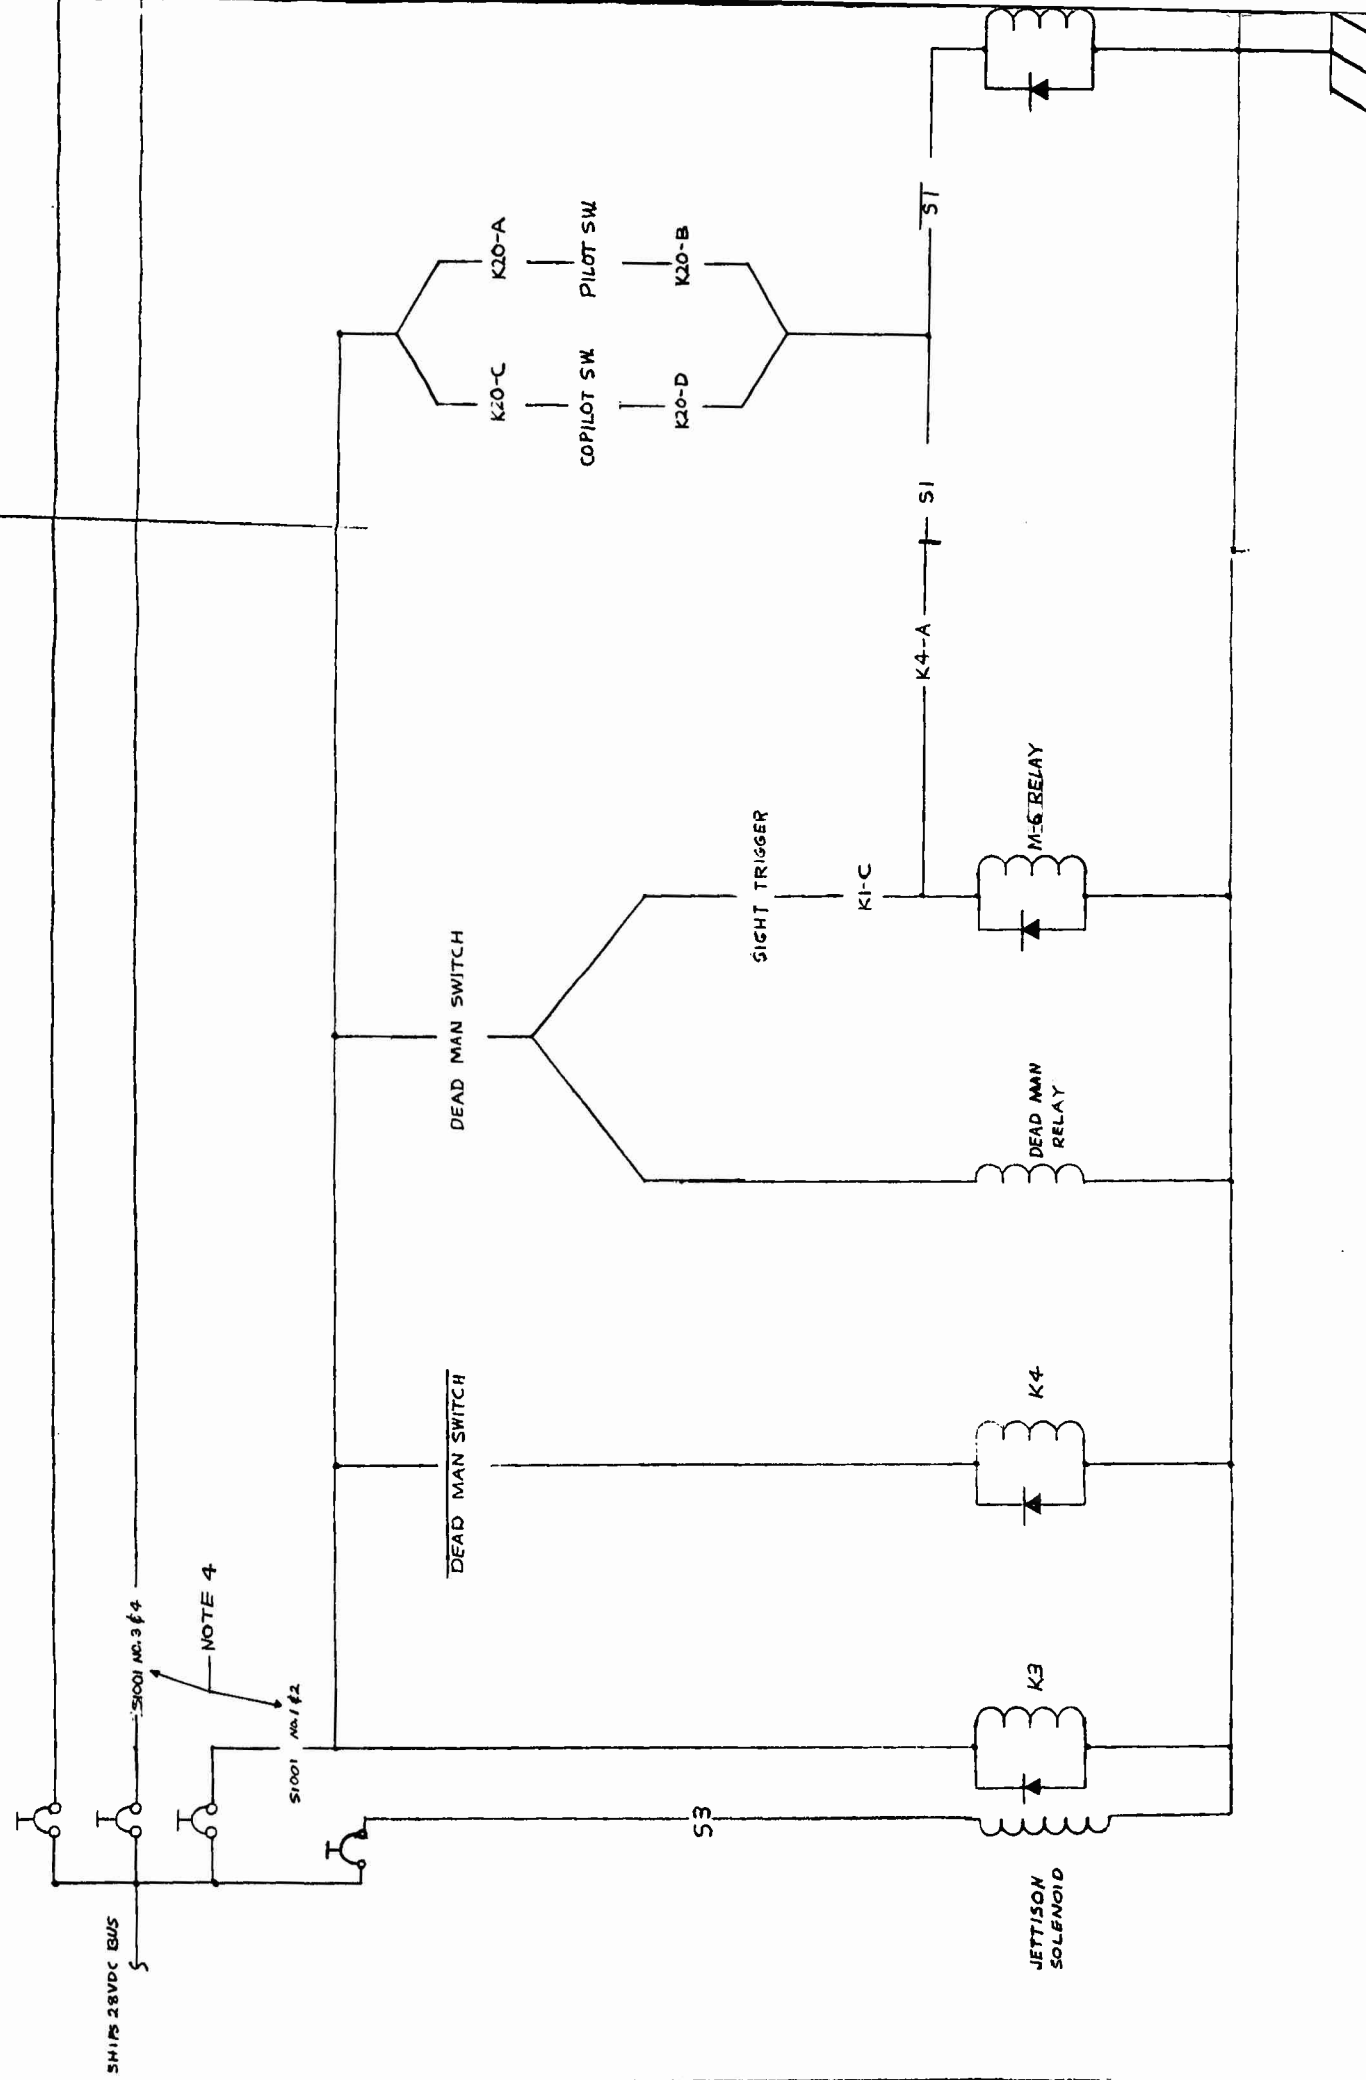 SHIPS 28VDC BUS
S1001 NO. 3 & 4
NOTE 4
S1001 No. 1 & 2
JETTISON
SOLENOID
S3
K3
DEAD MAN SWITCH
K4
DEAD MAN SWITCH
DEAD MAN
RELAY
SIGHT TRIGGER
K1-C
M-6 RELAY
K4-A
S1
K20-C
COPILOT SW.
K20-D
K20-A
PILOT SW.
K20-B
S1